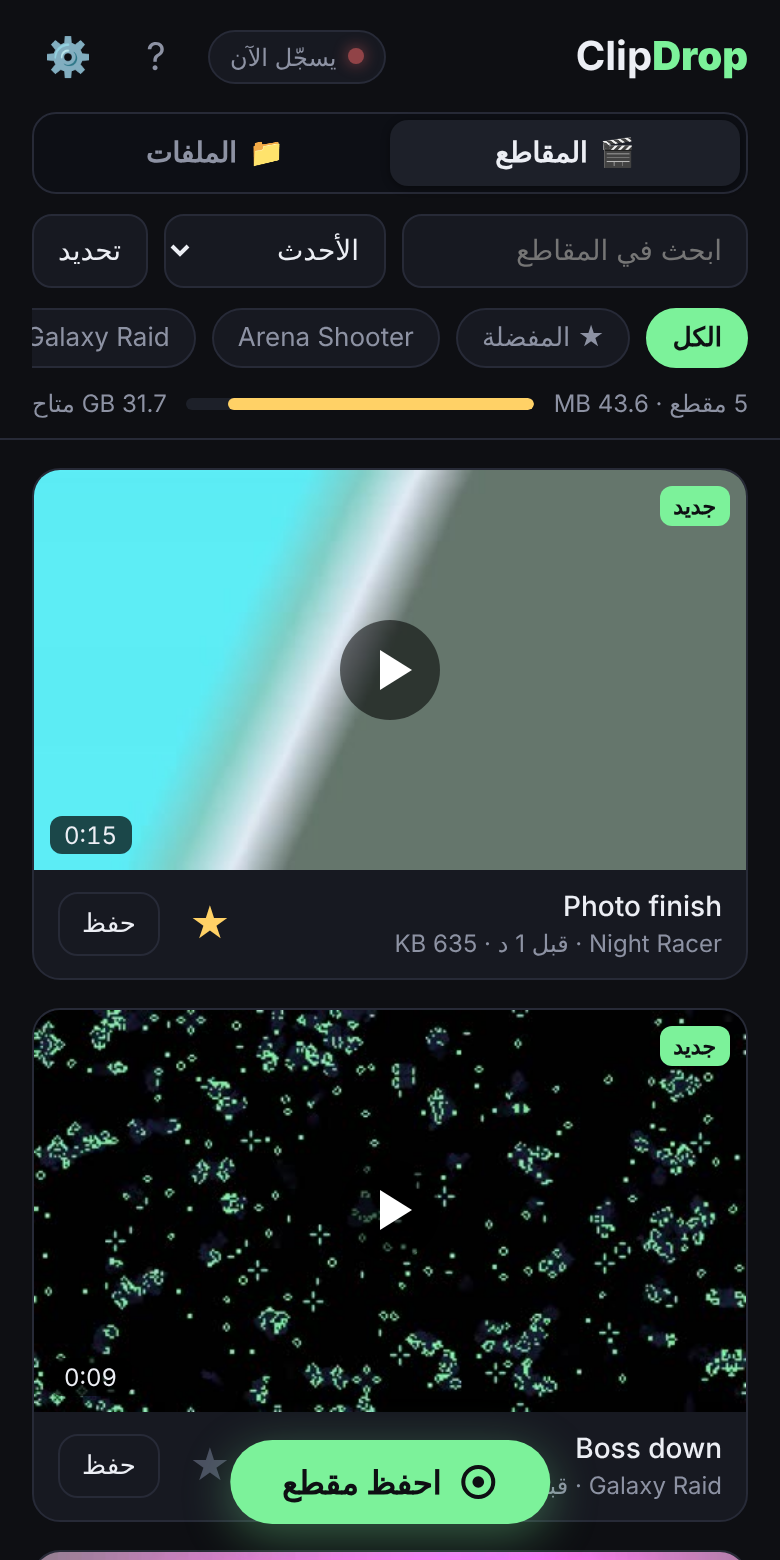 ClipDrop
يسجّل الآن
?
المقاطع
الملفات
ابحث في المقاطع
الأحدث
تحديد
الكل
★ المفضلة
Arena Shooter
Galaxy Raid
5 مقطع · 43.6 MB
31.7 GB متاح
جديد
0:15
Photo finish
Night Racer · قبل 1 د · 635 KB
حفظ
جديد
0:09
Boss down
Galaxy Raid ·
حفظ
احفظ مقطع